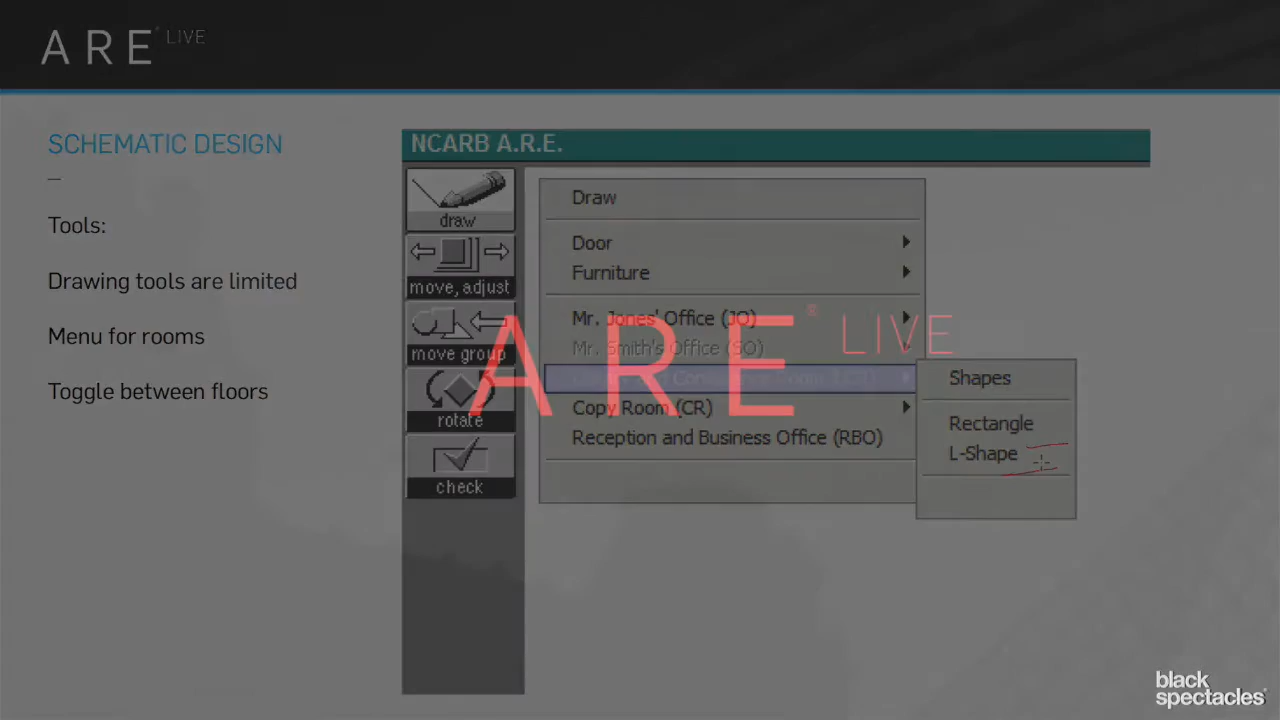 ARE® LIVE
SCHEMATIC DESIGN
–
Tools:
Drawing tools are limited
Menu for rooms
Toggle between floors
NCARB A.R.E.
draw
move, adjust
move group
rotate
check
Draw
Door
Furniture
Mr. Jones' Office (JO)
Mr. Smith's Office (SO)
Copy Room (CR)
Reception and Business Office (RBO)
Shapes
Rectangle
L-Shape
ARE® LIVE
black
spectacles